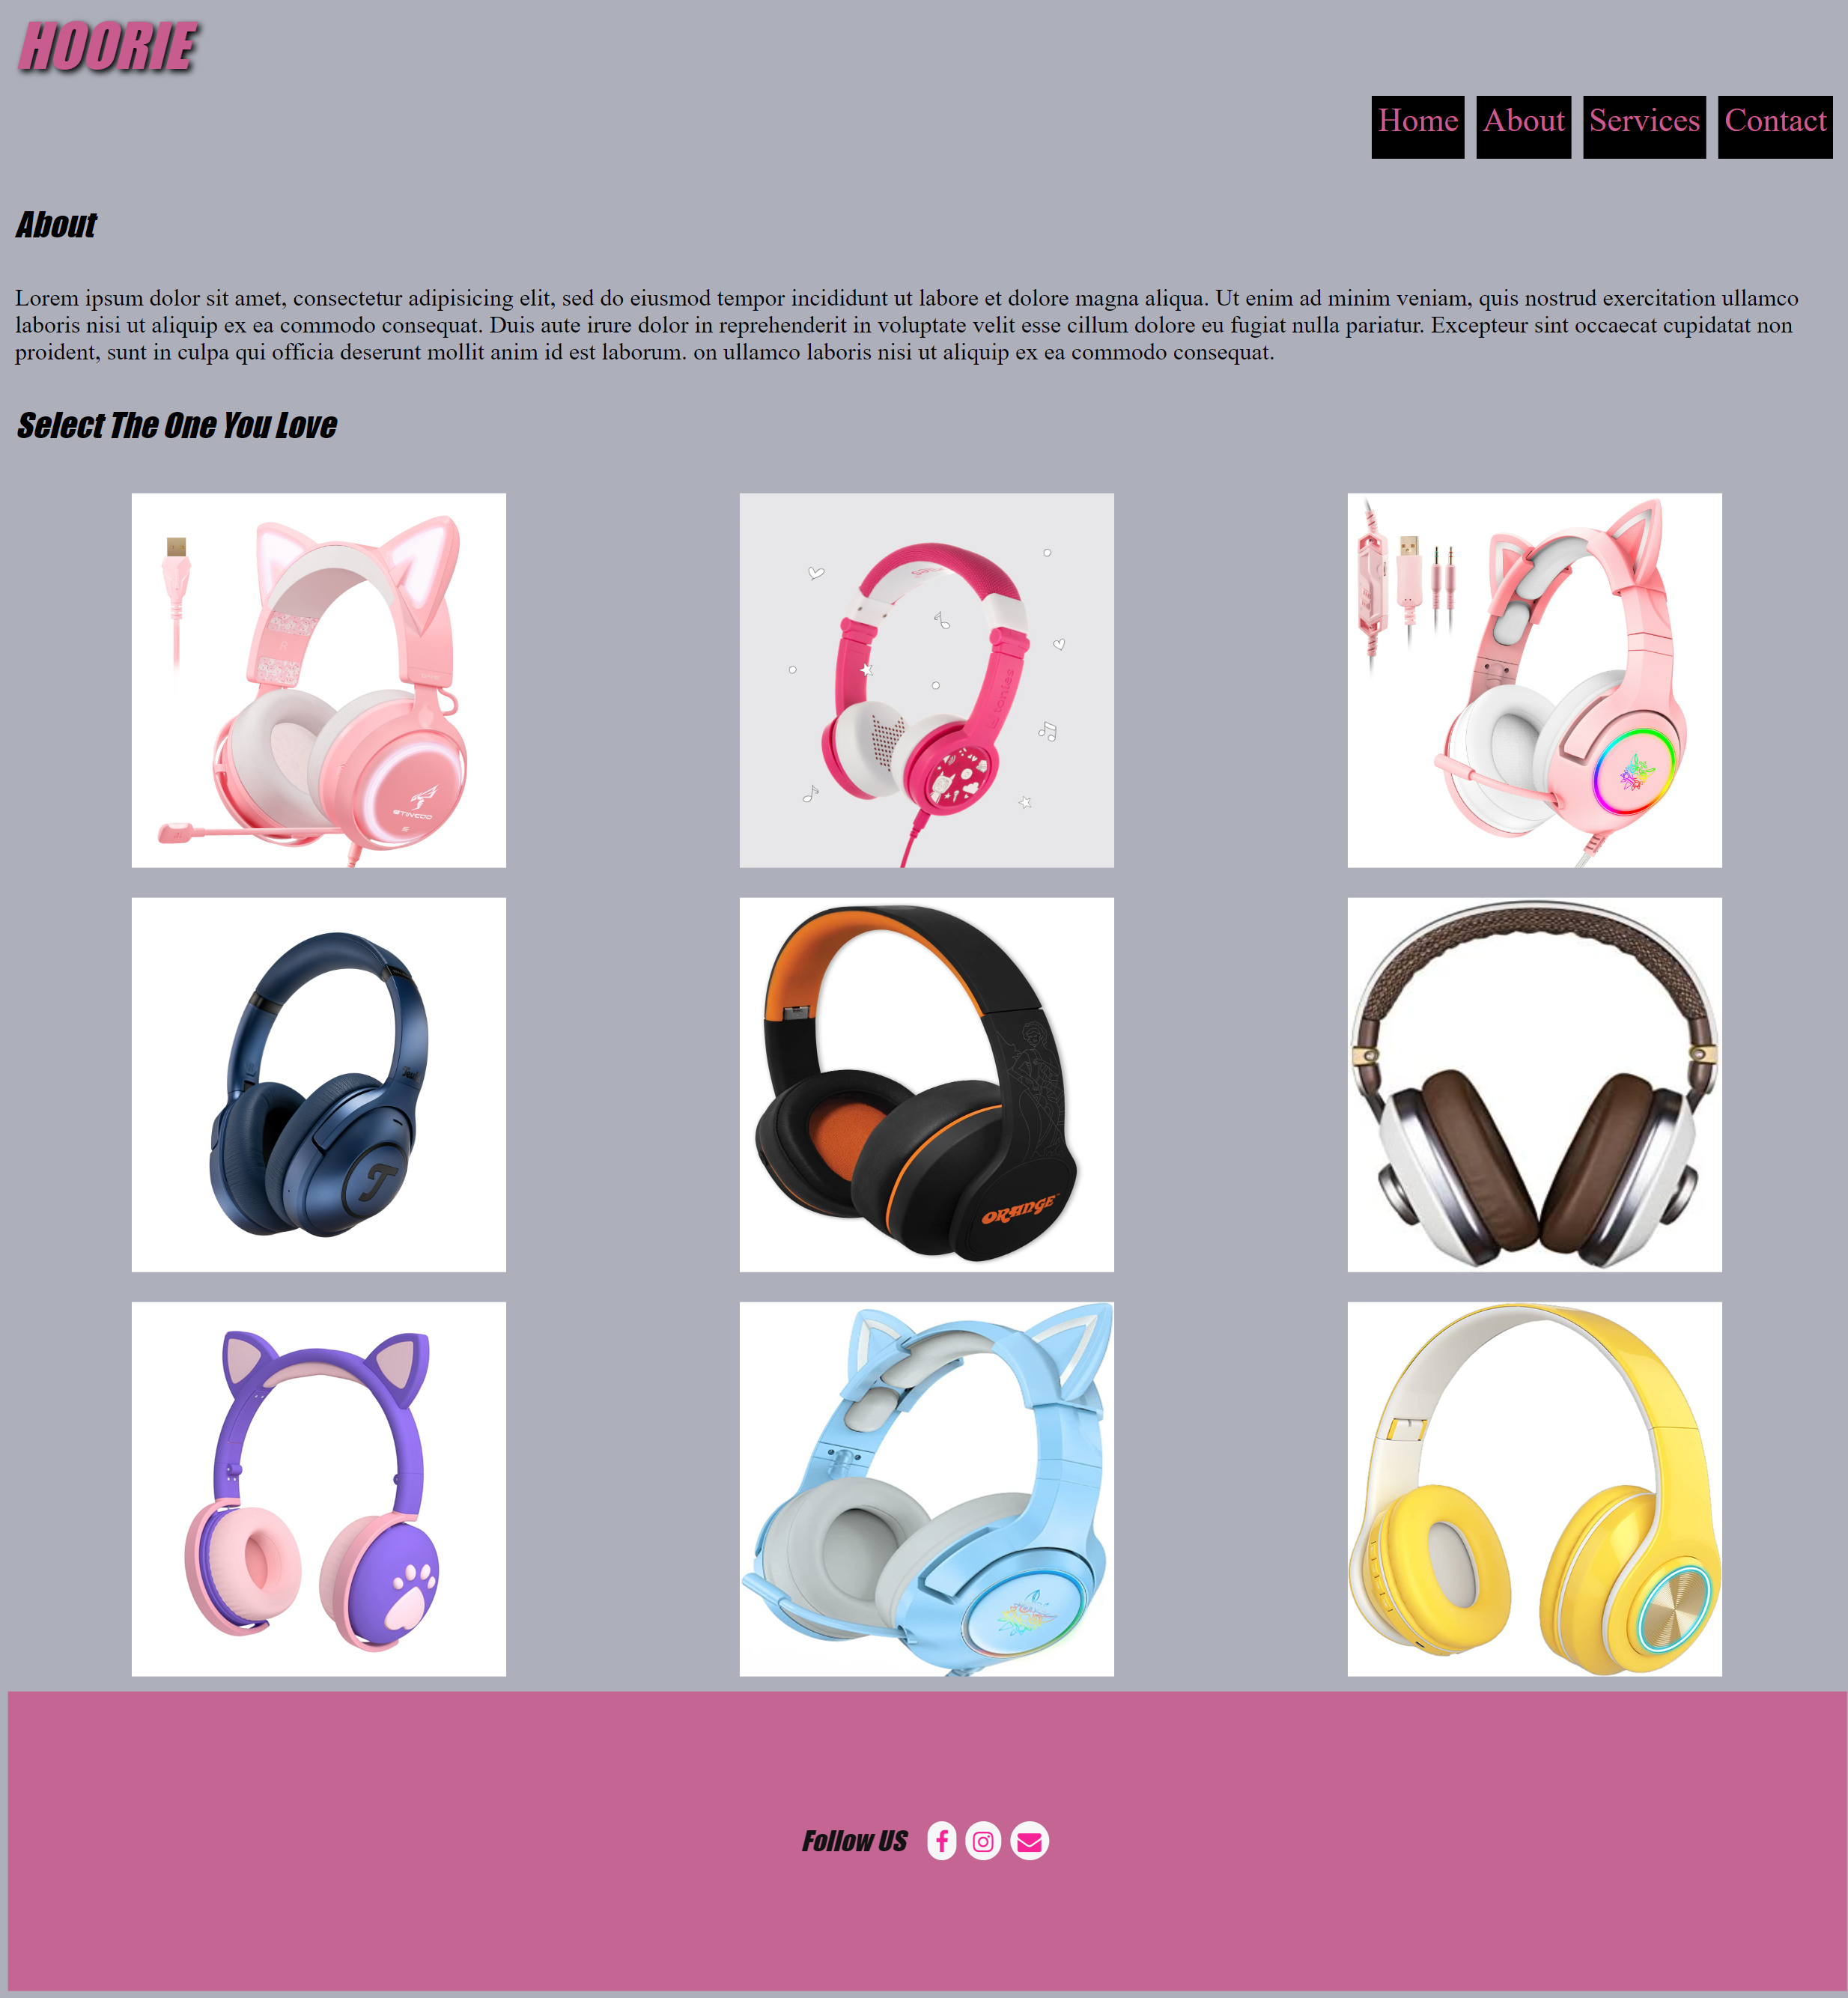 HOORIE
Home About Services Contact
About
Lorem ipsum dolor sit amet, consectetur adipisicing elit, sed do eiusmod tempor incididunt ut labore et dolore magna aliqua. Ut enim ad minim veniam, quis nostrud exercitation ullamco
laboris nisi ut aliquip ex ea commodo consequat. Duis aute irure dolor in reprehenderit in voluptate velit esse cillum dolore eu fugiat nulla pariatur. Excepteur sint occaecat cupidatat non
proident, sunt in culpa qui officia deserunt mollit anim id est laborum. on ullamco laboris nisi ut aliquip ex ea commodo consequat.
Select The One You Love
R
tonies
T
ORANGE
Follow US